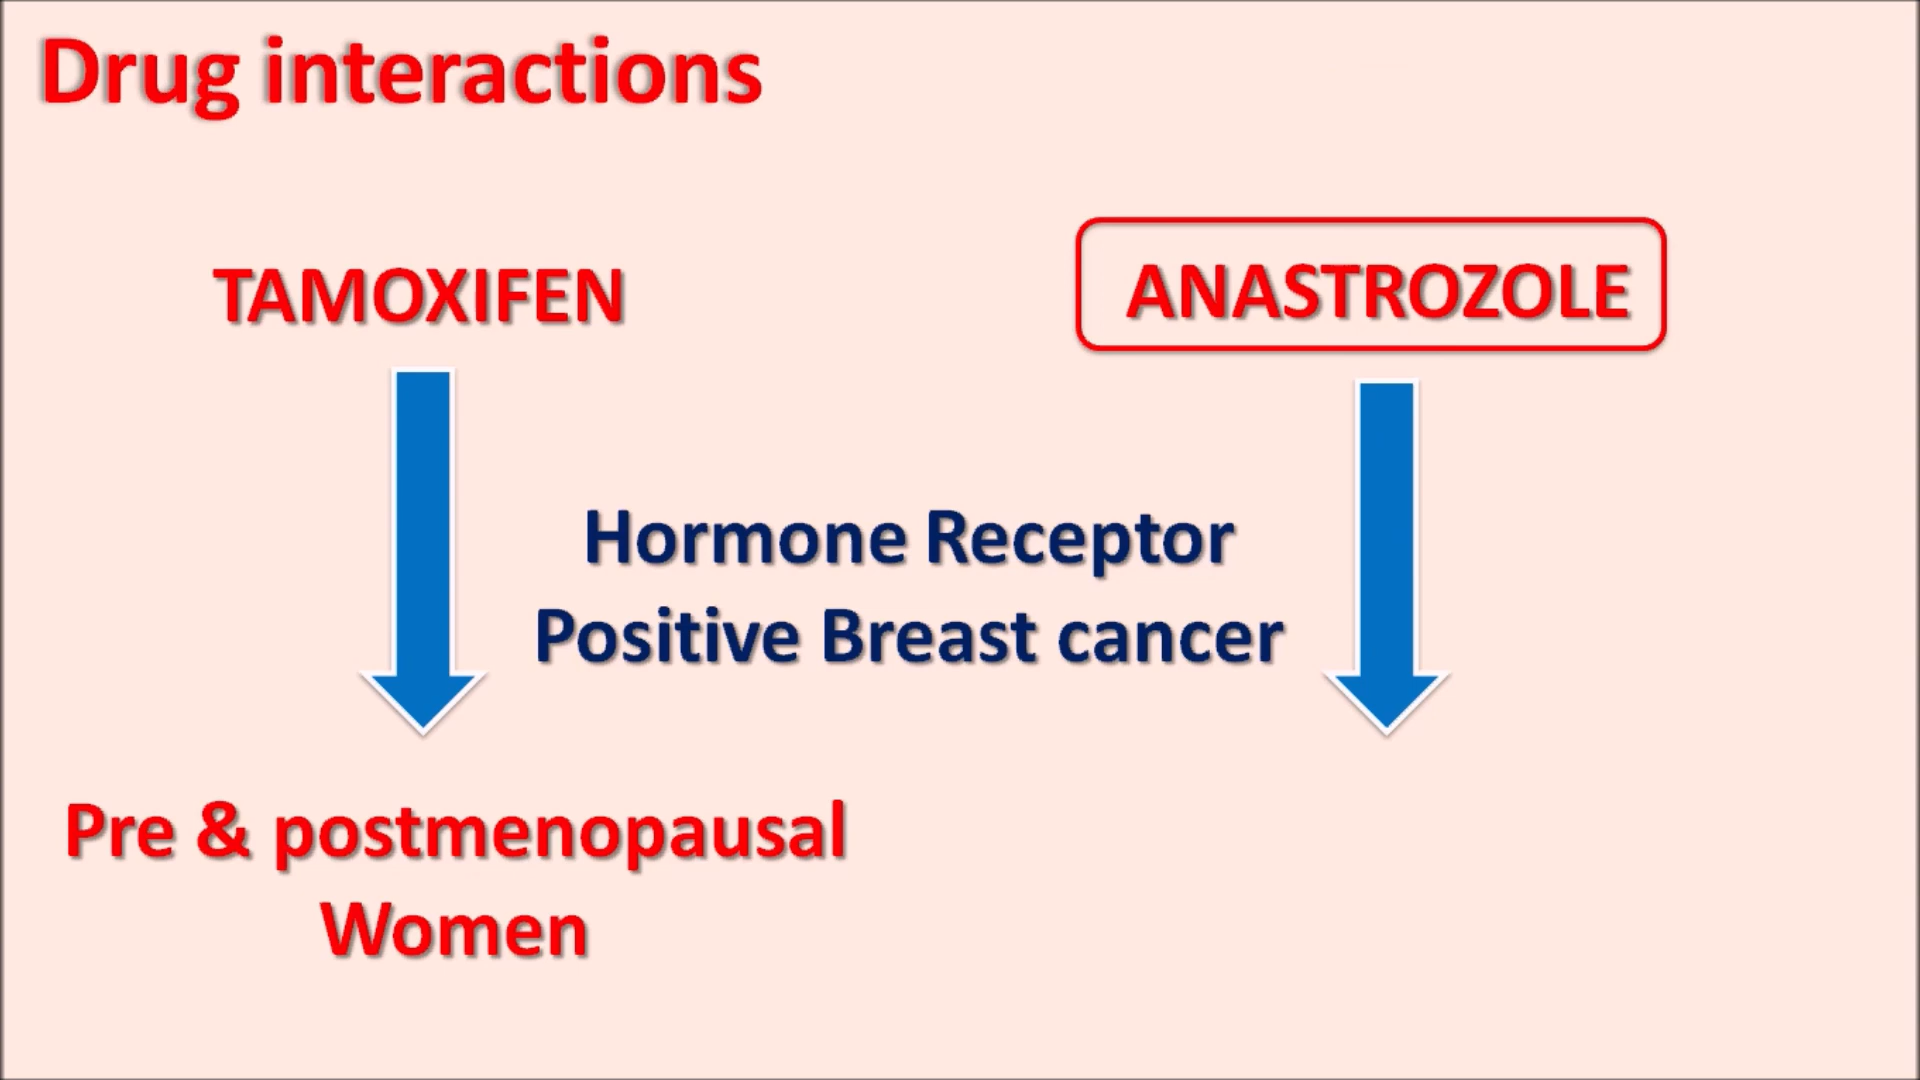 Drug interactions
TAMOXIFEN
ANASTROZOLE
Hormone Receptor
Positive Breast cancer
Pre & postmenopausal
Women